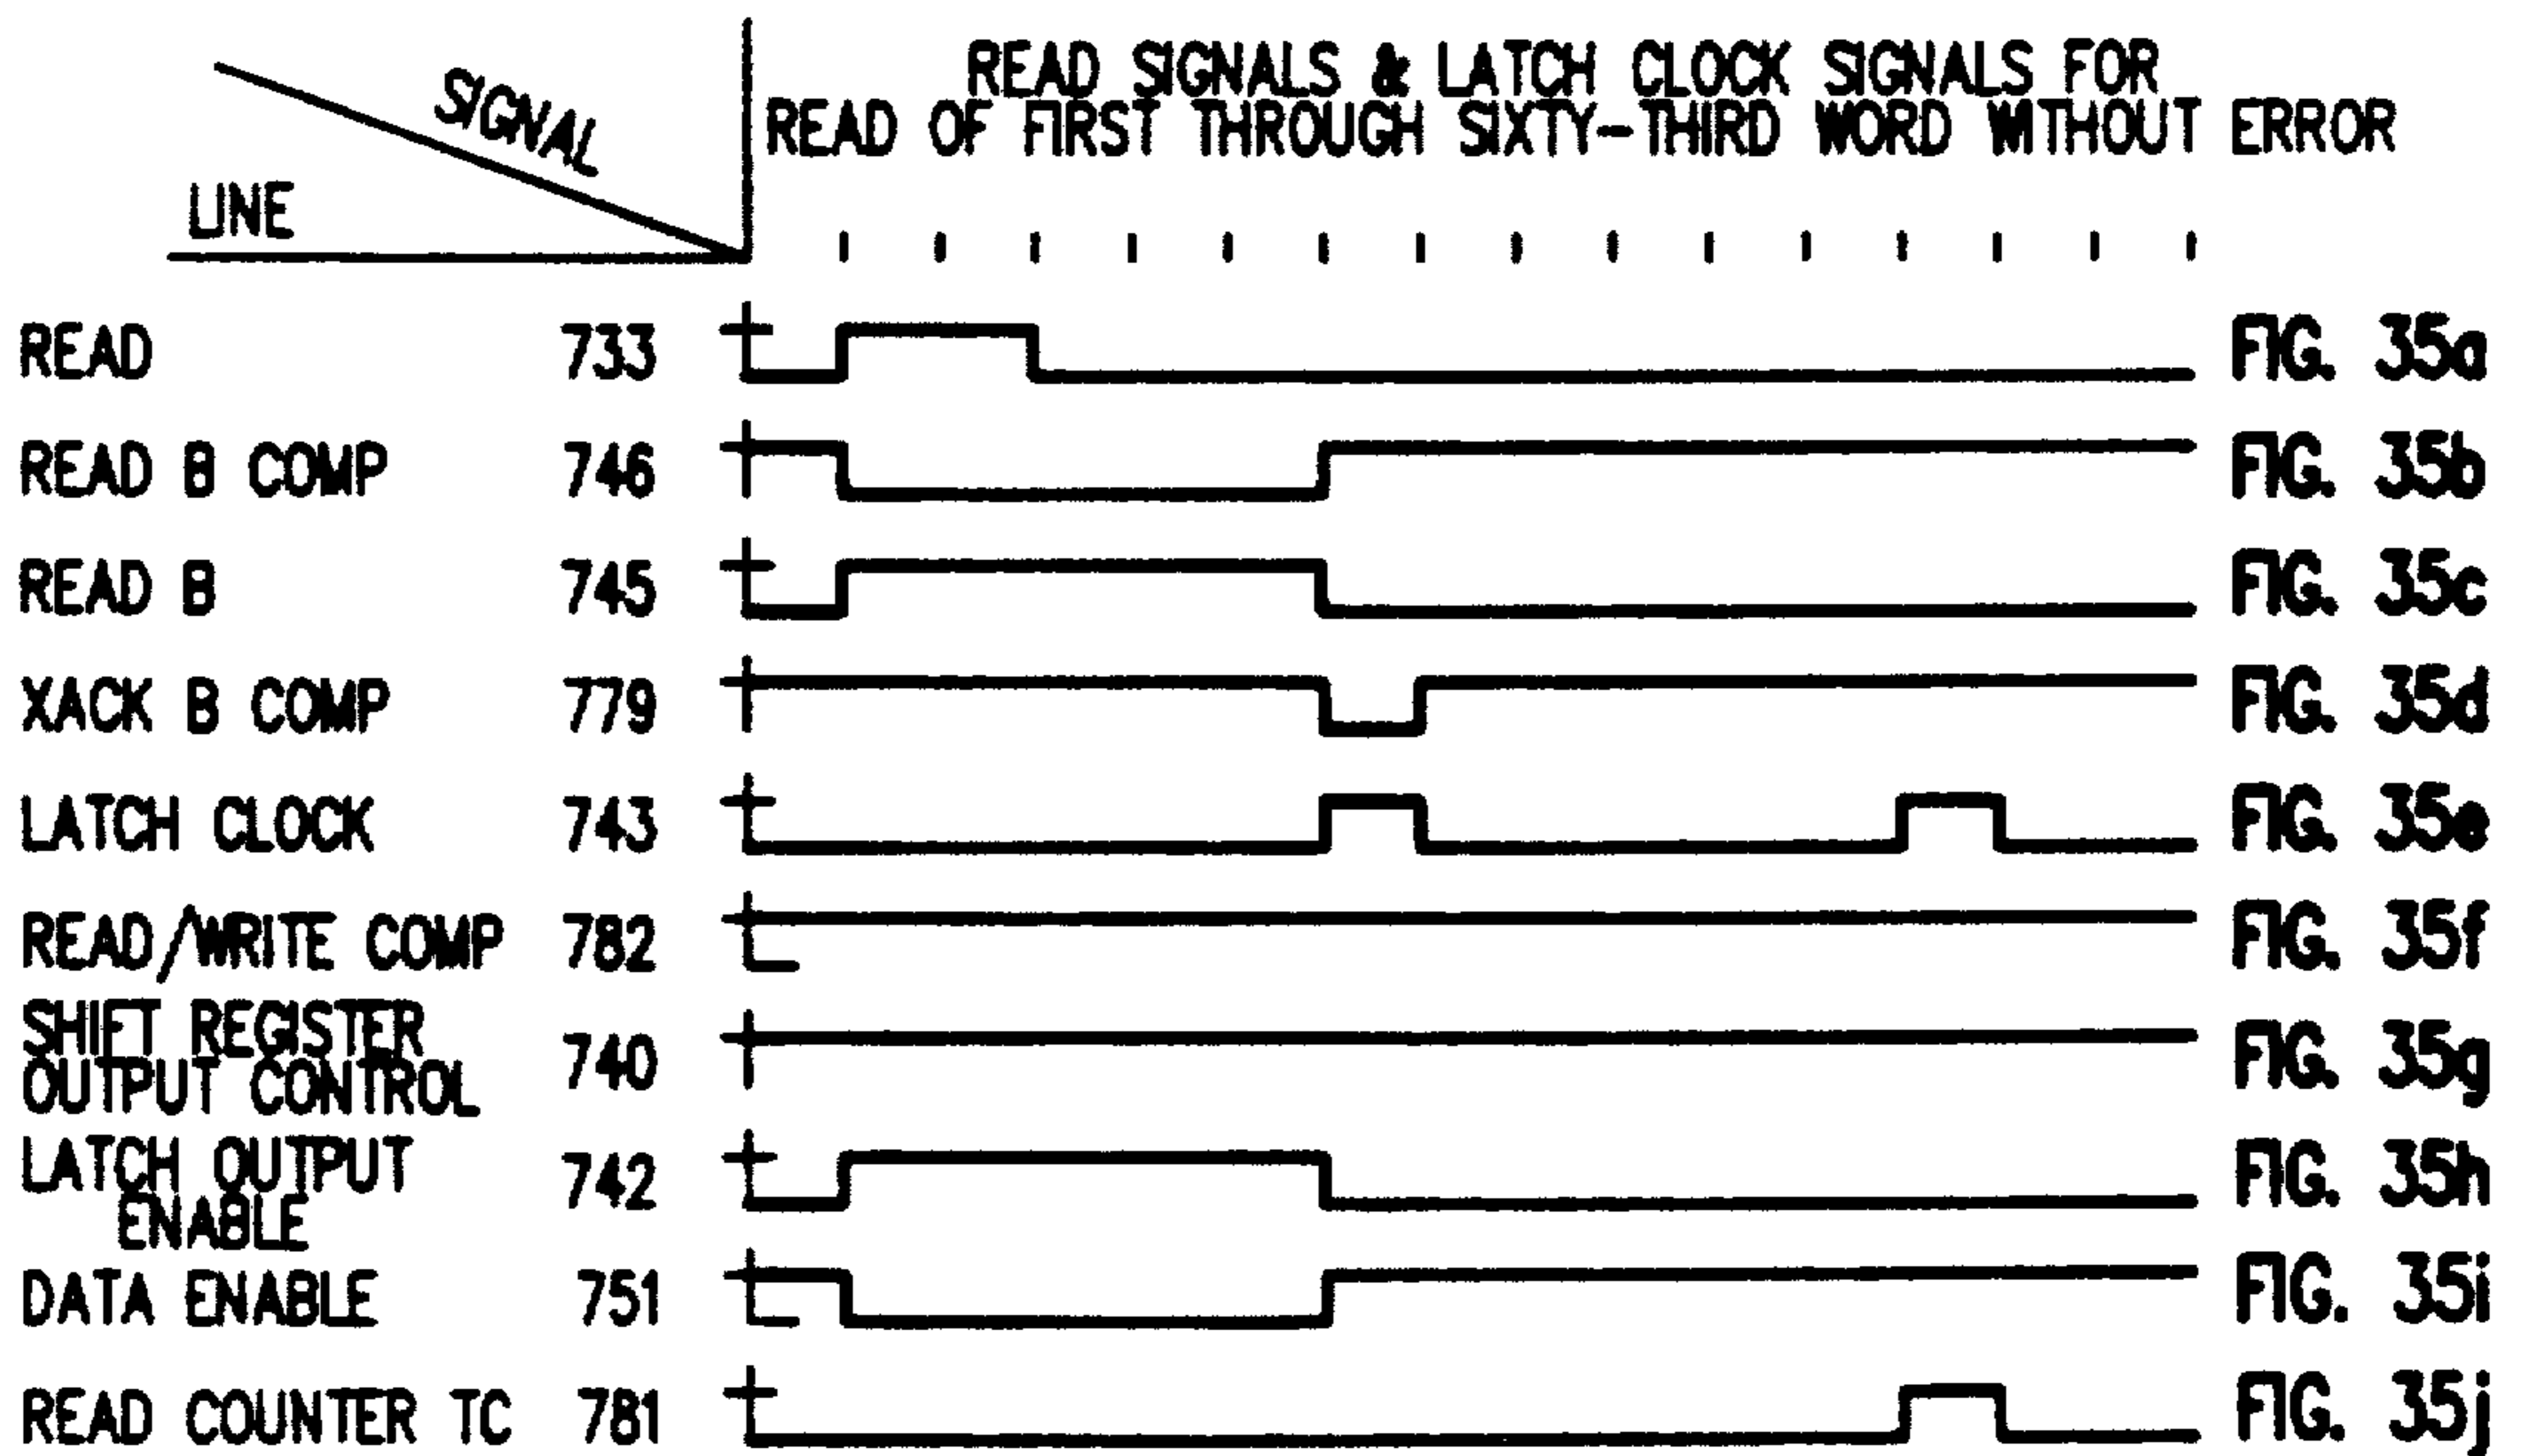 SIGNAL
LINE
READ SIGNALS & LATCH CLOCK SIGNALS FOR
READ OF FIRST THROUGH SIXTY-THIRD WORD WITHOUT ERROR
READ 733 FIG. 35a
READ B COMP 746 FIG. 35b
READ B 745 FIG. 35c
XACK B COMP 779 FIG. 35d
LATCH CLOCK 743 FIG. 35e
READ/WRITE COMP 782 FIG. 35f
SHIFT REGISTER
OUTPUT CONTROL 740 FIG. 35g
LATCH OUTPUT
ENABLE 742 FIG. 35h
DATA ENABLE 751 FIG. 35i
READ COUNTER TC 781 FIG. 35j